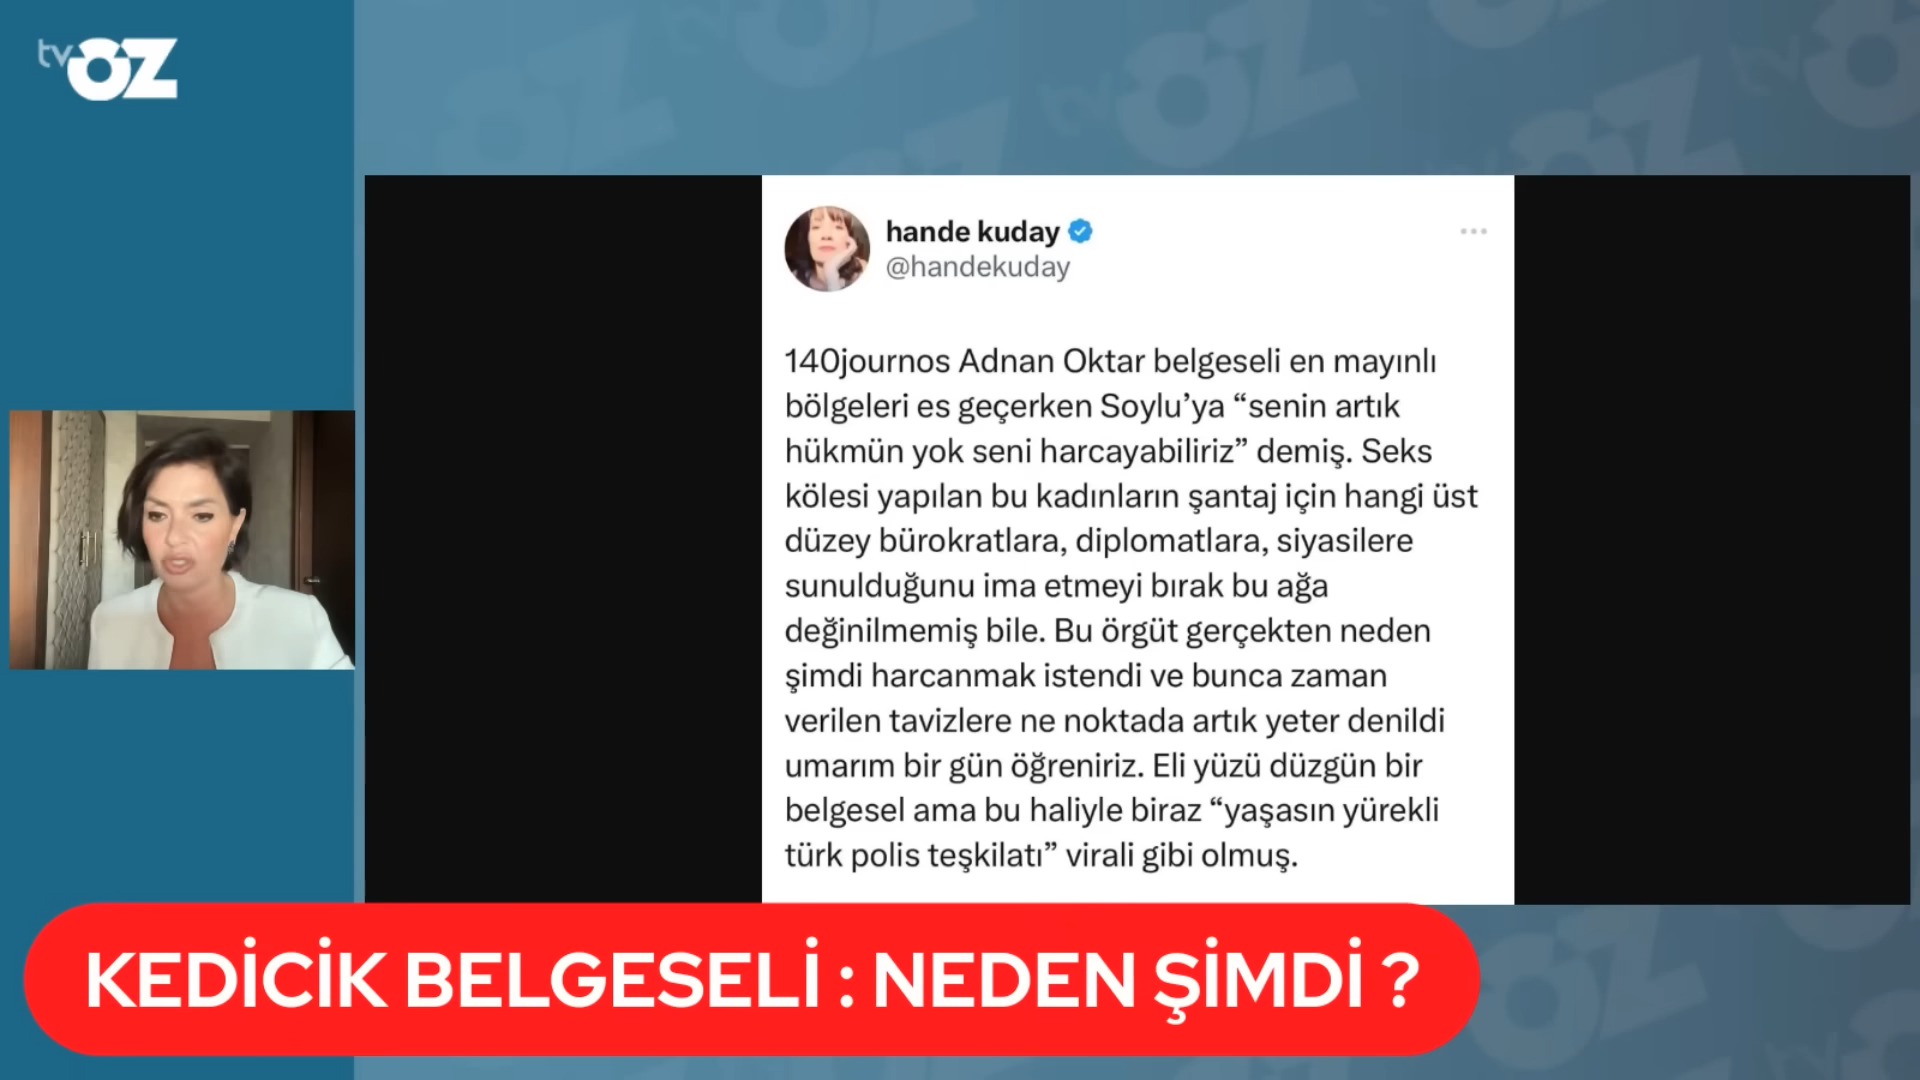 tv ÖZ
hande kuday
@handekuday
140journos Adnan Oktar belgeseli en mayınlı
bölgeleri es geçerken Soylu’ya “senin artık
hükmün yok seni harcayabiliriz” demiş. Seks
kölesi yapılan bu kadınların şantaj için hangi üst
düzey bürokratlara, diplomatlara, siyasilere
sunulduğunu ima etmeyi bırak bu ağa
değinilmemiş bile. Bu örgüt gerçekten neden
şimdi harcanmak istendi ve bunca zaman
verilen tavizlere ne noktada artık yeter denildi
umarım bir gün öğreniriz. Eli yüzü düzgün bir
belgesel ama bu haliyle biraz “yaşasın yürekli
türk polis teşkilatı” virali gibi olmuş.
KEDİCİK BELGESELİ : NEDEN ŞİMDİ ?